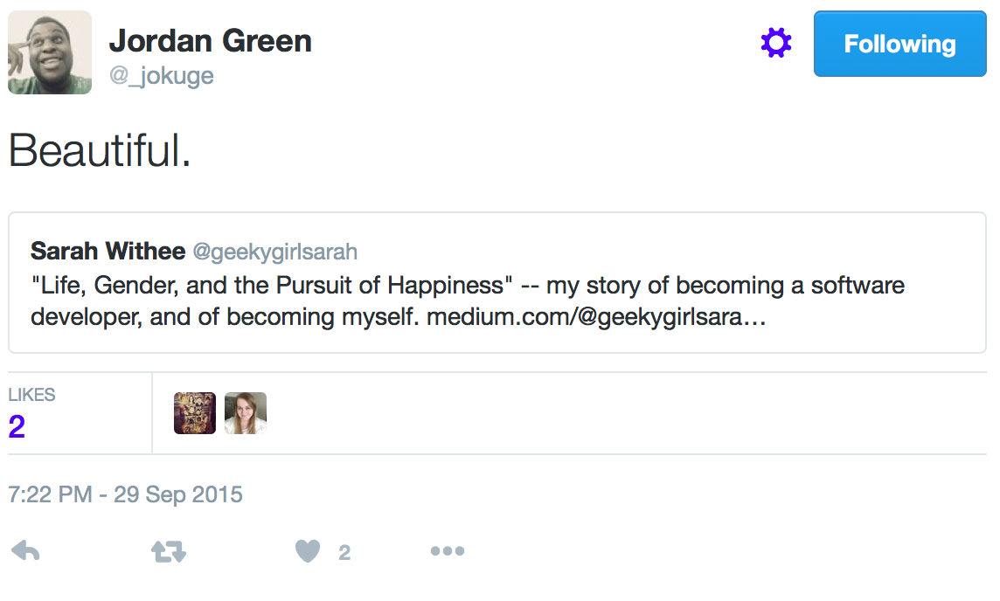 Jordan Green
@_jokuge
Following
Beautiful.
Sarah Withee @geekygirlsarah
"Life, Gender, and the Pursuit of Happiness" -- my story of becoming a software
developer, and of becoming myself. medium.com/@geekygirlsara…
LIKES
2
7:22 PM - 29 Sep 2015
2